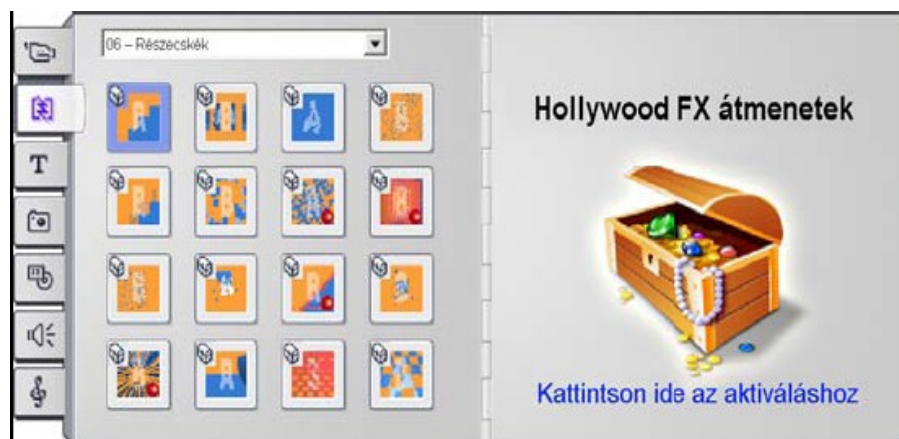 06 – Részecskék
Hollywood FX átmenetek
T
Kattintson ide az aktiváláshoz